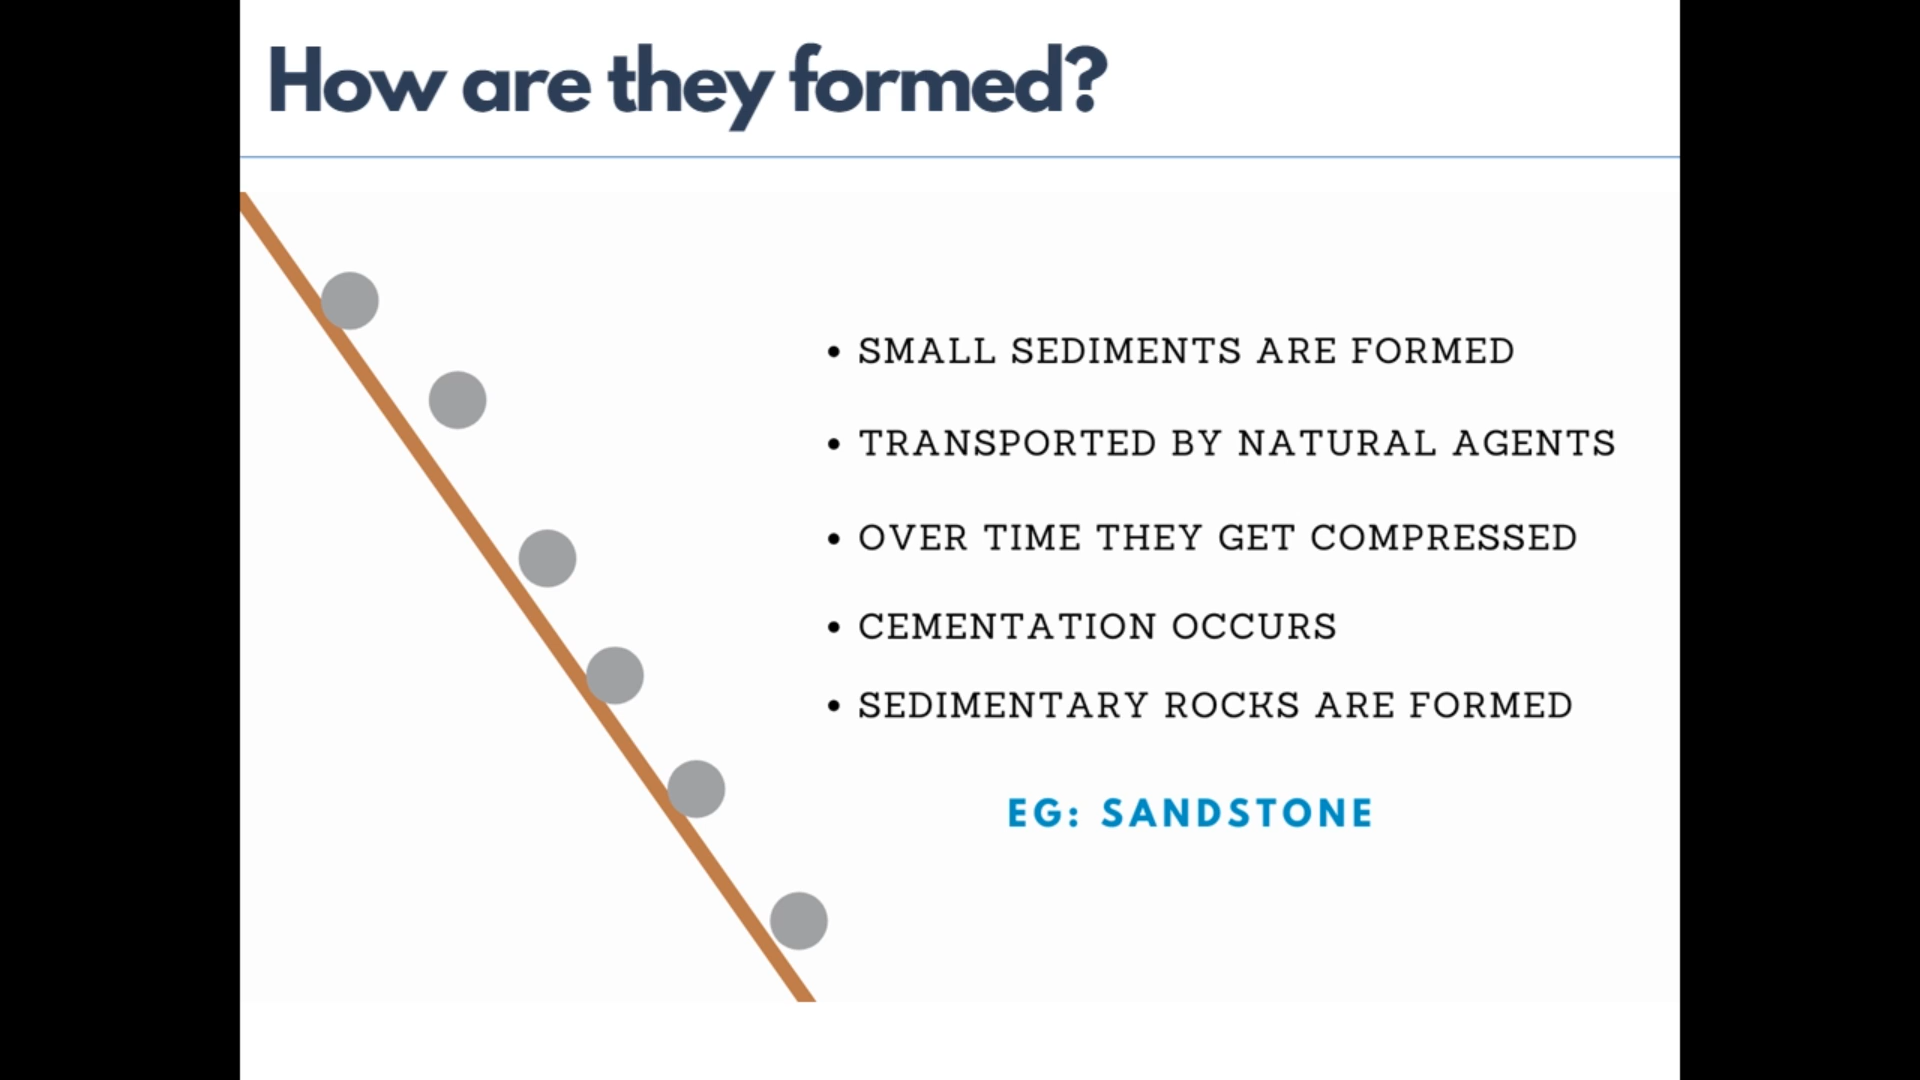 How are they formed?
• SMALL SEDIMENTS ARE FORMED
• TRANSPORTED BY NATURAL AGENTS
• OVER TIME THEY GET COMPRESSED
• CEMENTATION OCCURS
• SEDIMENTARY ROCKS ARE FORMED
EG: SANDSTONE